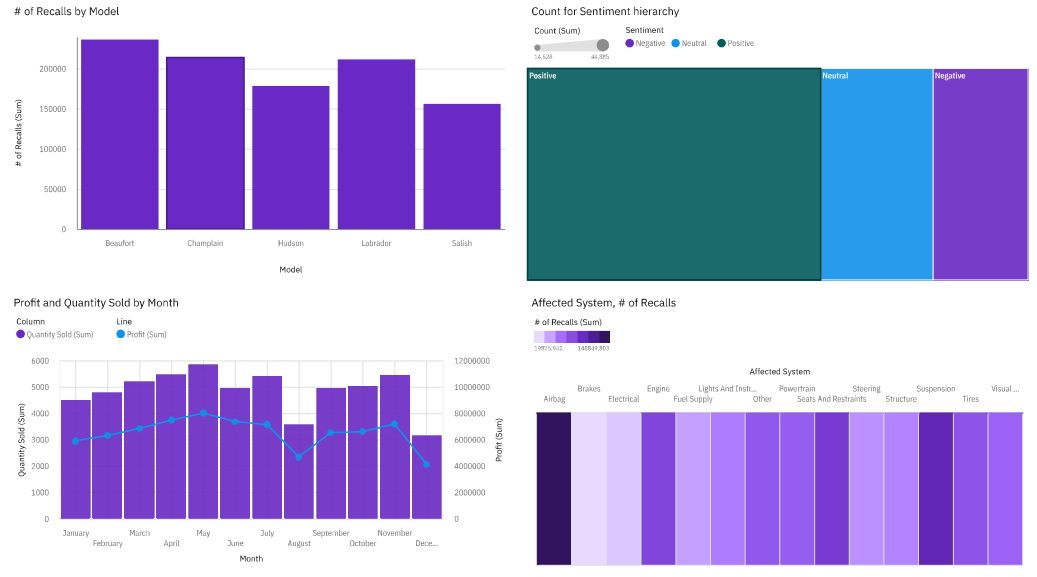 # of Recalls by Model
# of Recalls (Sum)
200000
150000
100000
50000
0
Beaufort
Champlain
Hudson
Labrador
Salish
Model
Count for Sentiment hierarchy
Count (Sum)
14,528
44,885
Sentiment
Negative
Neutral
Positive
Positive
Neutral
Negative
Profit and Quantity Sold by Month
Column
Quantity Sold (Sum)
Line
Profit (Sum)
Quantity Sold (Sum)
6000
5000
4000
3000
2000
1000
0
12000000
10000000
8000000
6000000
4000000
2000000
0
Profit (Sum)
January
February
March
April
May
June
July
August
September
October
November
Dece...
Month
Affected System, # of Recalls
# of Recalls (Sum)
19876.942
148849.803
Affected System
Airbag
Brakes
Electrical
Engine
Fuel Supply
Lights And Instr...
Other
Powertrain
Seats And Restraints
Steering
Structure
Suspension
Tires
Visual ...